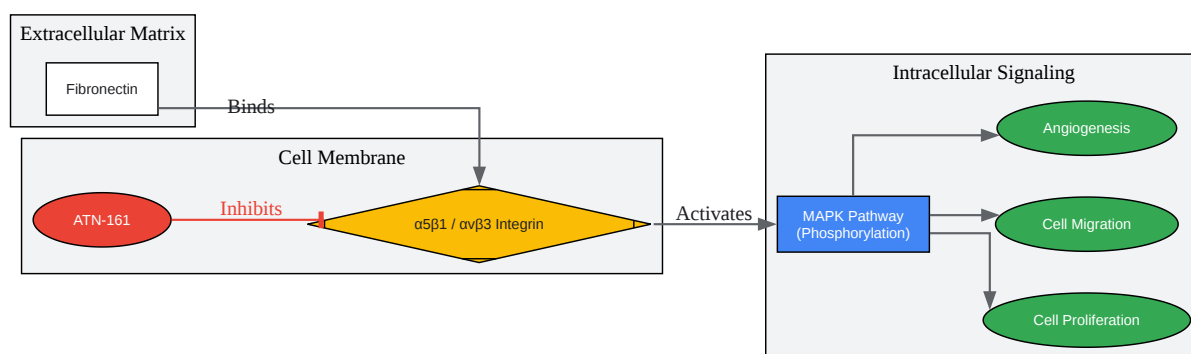 Extracellular Matrix
Fibronectin
Binds
Cell Membrane
ATN-161
Inhibits
α5β1 / αvβ3 Integrin
Activates
Intracellular Signaling
MAPK Pathway
(Phosphorylation)
Angiogenesis
Cell Migration
Cell Proliferation